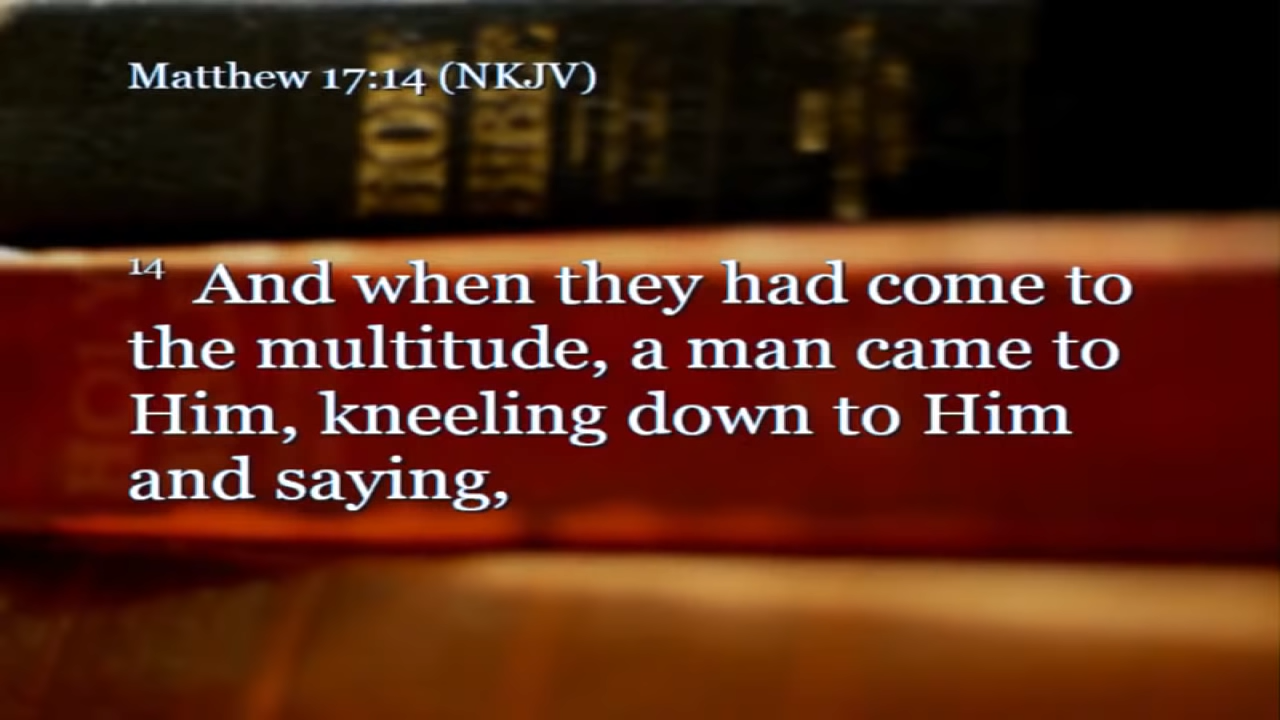 Matthew 17:14 (NKJV)
14 And when they had come to
the multitude, a man came to
Him, kneeling down to Him
and saying,